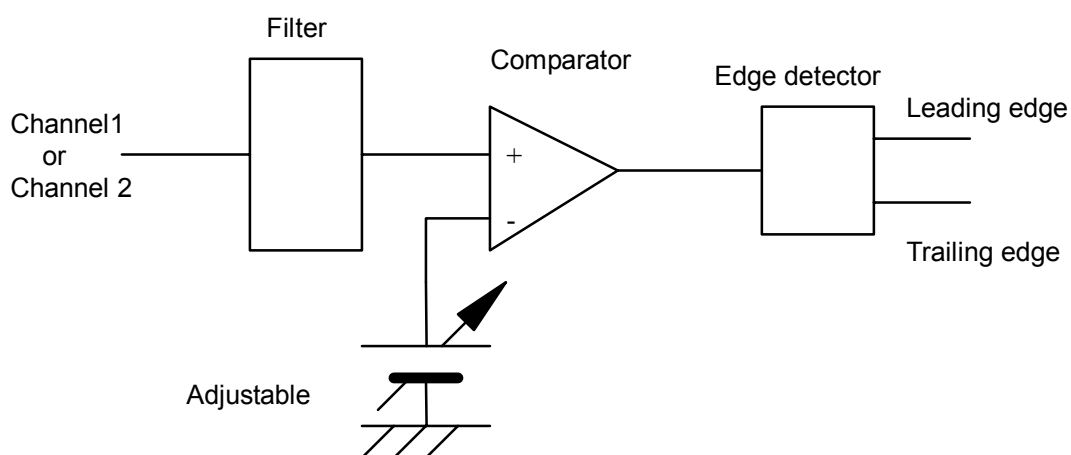 Filter
Comparator
Edge detector
Channel1
or
Channel 2
Leading edge
+
-
Trailing edge
Adjustable